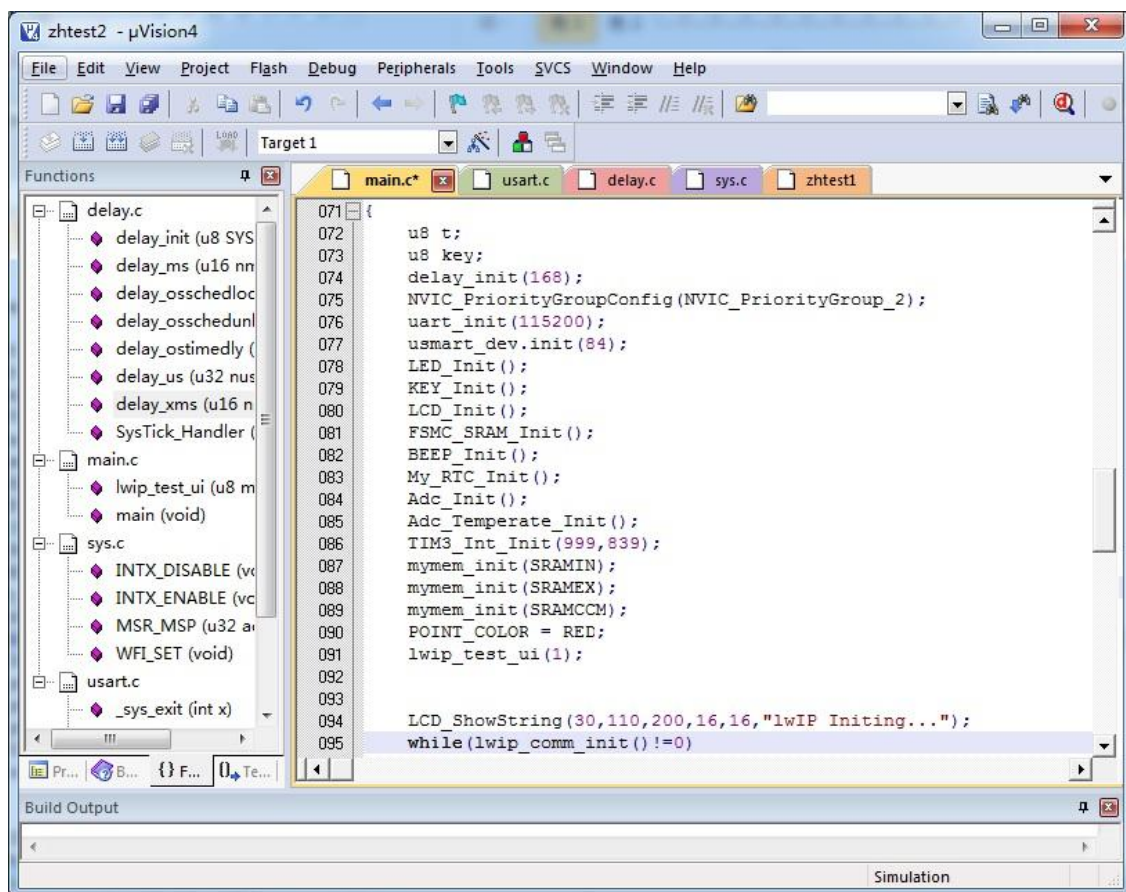 zhtest2 - µVision4
File Edit View Project Flash Debug Peripherals Tools SVCS Window Help
LOAD Target 1
Functions
main.c* usart.c delay.c sys.c zhtest1
delay.c
delay_init (u8 SYS
delay_ms (u16 nm
delay_osschedloc
delay_osschedunl
delay_ostimedly (
delay_us (u32 nus
delay_xms (u16 n
SysTick_Handler (
main.c
lwip_test_ui (u8 m
main (void)
sys.c
INTX_DISABLE (vo
INTX_ENABLE (vc
MSR_MSP (u32 a
WFI_SET (void)
usart.c
_sys_exit (int x)
Pr... B... {} F... 0 Te...
071 {
072 u8 t;
073 u8 key;
074 delay_init(168);
075 NVIC_PriorityGroupConfig(NVIC_PriorityGroup_2);
076 uart_init(115200);
077 usmart_dev.init(84);
078 LED_Init();
079 KEY_Init();
080 LCD_Init();
081 FSMC_SRAM_Init();
082 BEEP_Init();
083 My_RTC_Init();
084 Adc_Init();
085 Adc_Temperate_Init();
086 TIM3_Int_Init(999,839);
087 mymem_init(SRAMIN);
088 mymem_init(SRAMEX);
089 mymem_init(SRAMCCM);
090 POINT_COLOR = RED;
091 lwip_test_ui(1);
092
093
094 LCD_ShowString(30,110,200,16,16,"lwIP Initing...");
095 while(lwip_comm_init()!=0)
Build Output
Simulation